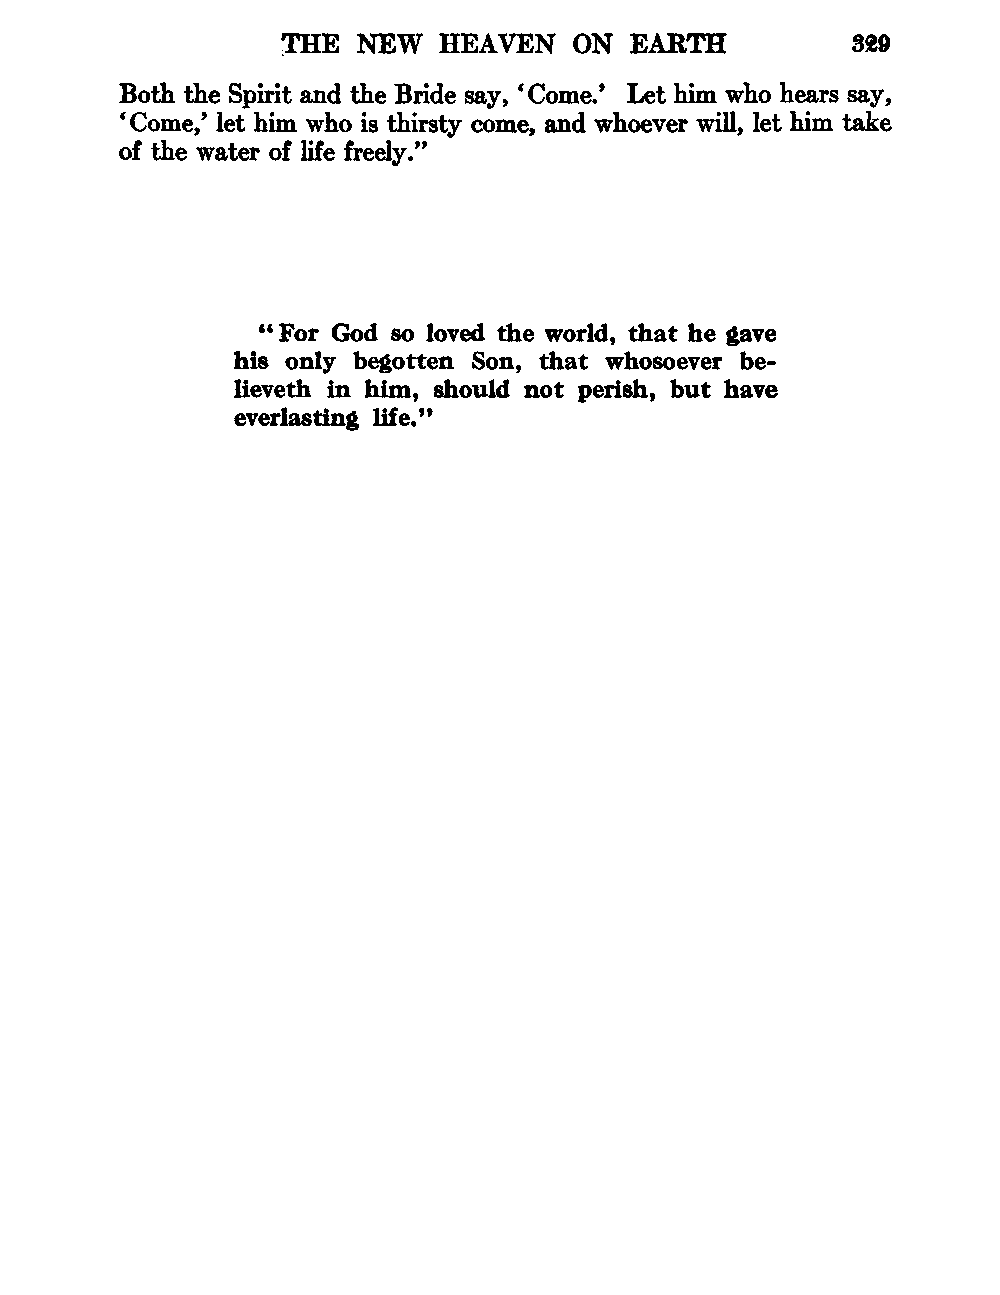 THE NEW HEAVEN ON EARTH 329
Both the Spirit and the Bride say, ‘Come.’ Let him who hears say,
‘Come,’ let him who is thirsty come, and whoever will, let him take
of the water of life freely.”
“For God so loved the world, that he gave
his only begotten Son, that whosoever be-
lieveth in him, should not perish, but have
everlasting life.”